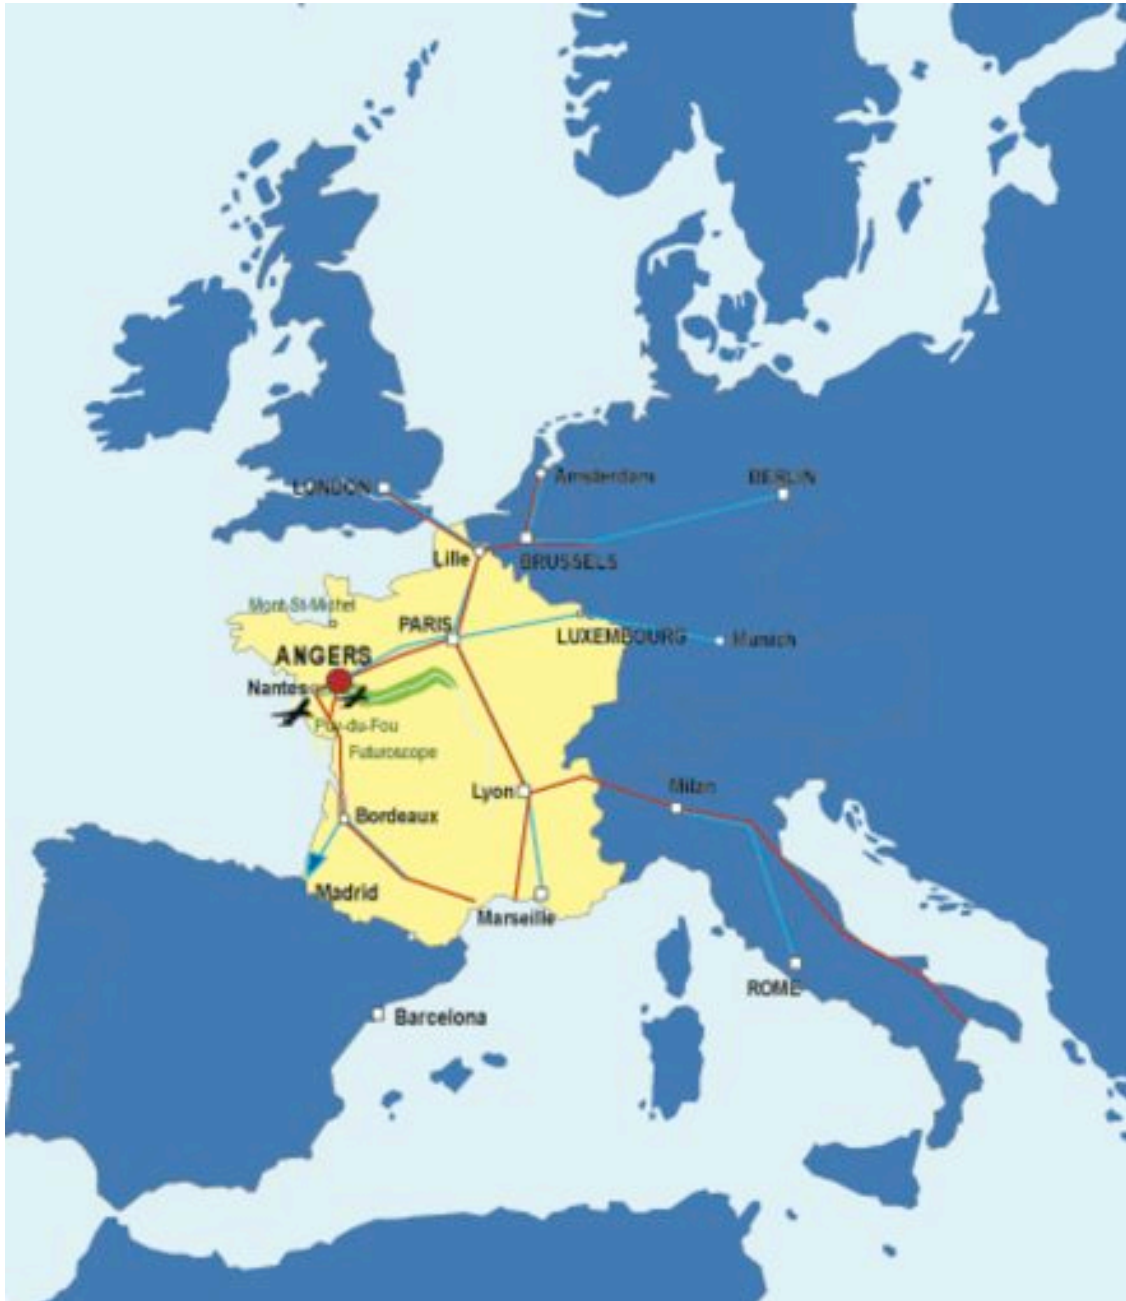 LONDON
Amsterdam
BERLIN
Lille
BRUSSELS
Mont-St-Michel
PARIS
LUXEMBOURG
Munich
ANGERS
Nantes
Puy-du-Fou
Futuroscope
Lyon
Milan
Bordeaux
Madrid
Marseille
ROME
Barcelona